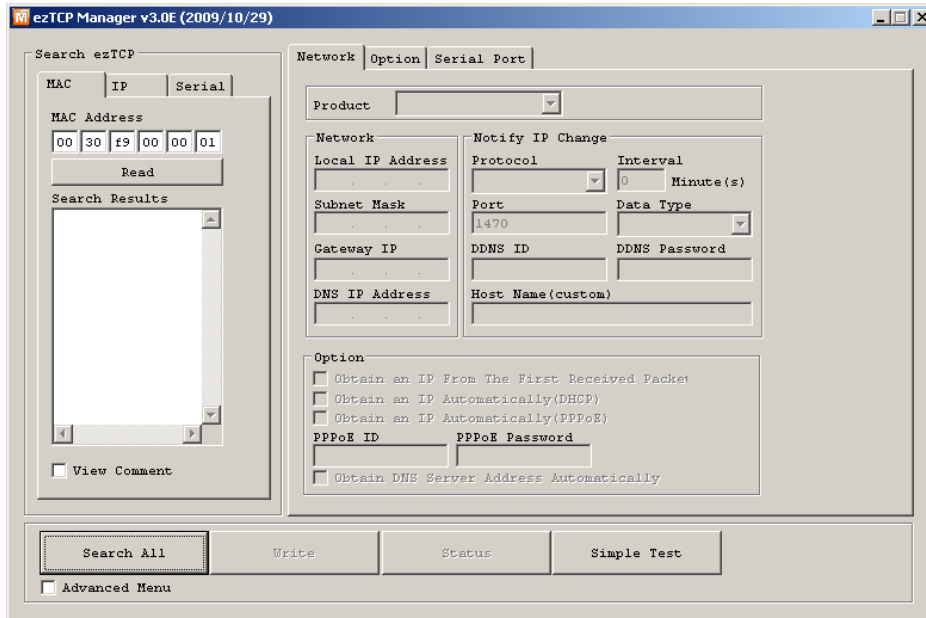 ezTCP Manager v3.0E (2009/10/29)
Search ezTCP
MAC IP Serial
MAC Address
00 30 f9 00 00 01
Read
Search Results
View Comment
Network Option Serial Port
Product
Network
Local IP Address
. . .
Subnet Mask
. . .
Gateway IP
. . .
DNS IP Address
. . .
Notify IP Change
Protocol Interval
0 Minute(s)
Port Data Type
1470
DDNS ID DDNS Password
Host Name(custom)
Option
Obtain an IP From The First Received Packet
Obtain an IP Automatically(DHCP)
Obtain an IP Automatically(PPPoE)
PPPoE ID PPPoE Password
Obtain DNS Server Address Automatically
Search All Write Status Simple Test
Advanced Menu